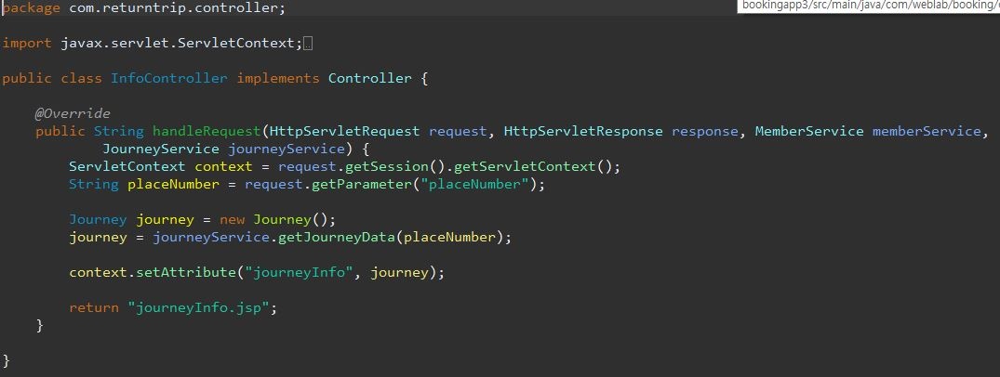 package com.returntrip.controller;
bookingapp3/src/main/java/com/weblab/booking/
import javax.servlet.ServletContext;
public class InfoController implements Controller {
@Override
public String handleRequest(HttpServletRequest request, HttpServletResponse response, MemberService memberService,
JourneyService journeyService) {
ServletContext context = request.getSession().getServletContext();
String placeNumber = request.getParameter("placeNumber");
Journey journey = new Journey();
journey = journeyService.getJourneyData(placeNumber);
context.setAttribute("journeyInfo", journey);
return "journeyInfo.jsp";
}
}